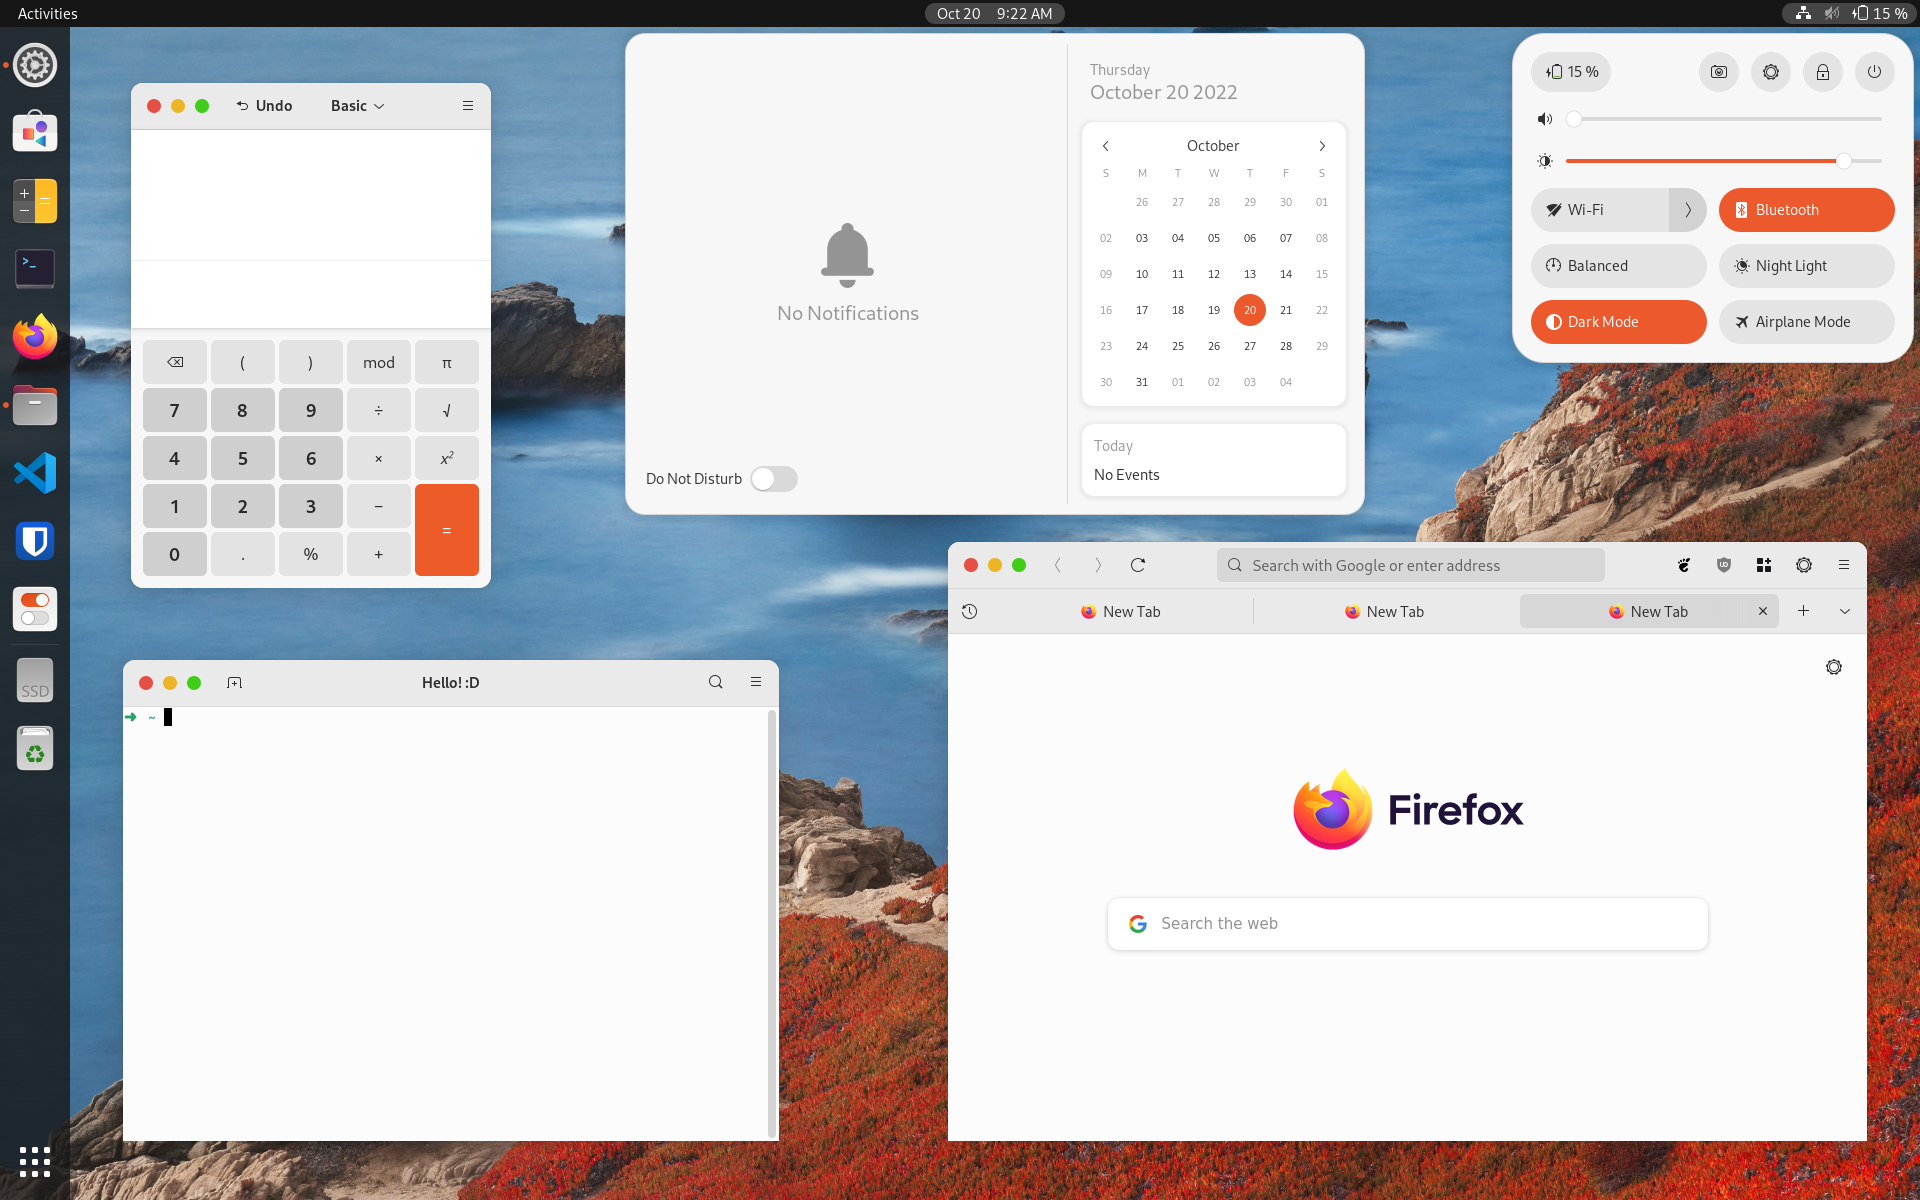 Activities
Oct 20 9:22 AM
15 %
Undo
Basic
( ) mod π
7 8 9 ÷ √
4 5 6 × x²
1 2 3 −
=
0 . % +
No Notifications
Do Not Disturb
Thursday
October 20 2022
October
S M T W T F S
26 27 28 29 30 01
02 03 04 05 06 07 08
09 10 11 12 13 14 15
16 17 18 19 20 21 22
23 24 25 26 27 28 29
30 31 01 02 03 04
Today
No Events
15 %
Wi-Fi
Bluetooth
Balanced
Night Light
Dark Mode
Airplane Mode
SSD
Hello! :D
➜ ~
Search with Google or enter address
New Tab
New Tab
New Tab
Firefox
Search the web